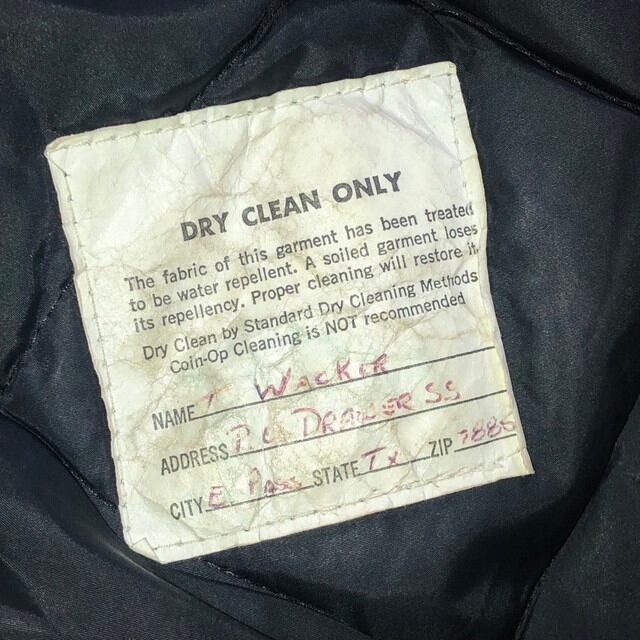 DRY CLEAN ONLY
The fabric of this garment has been treated
to be water repellent. A soiled garment loses
its repellency. Proper cleaning will restore it.
Dry Clean by Standard Dry Cleaning Methods
Coin-Op Cleaning is NOT recommended
NAME T WACKER
ADDRESS P O DRAWER SS
CITY E Pass STATE Tx ZIP 7885